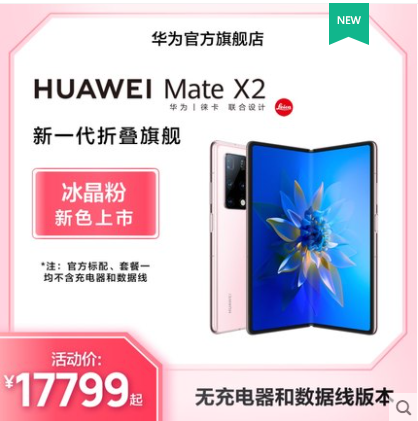 NEW
华为官方旗舰店
HUAWEI Mate X2
华为 | 徕卡 联合设计
Leica
新一代折叠旗舰
冰晶粉
新色上市
*注：官方标配、套餐一
均不含充电器和数据线
HUAWEI
活动价:
¥17799起
无充电器和数据线版本